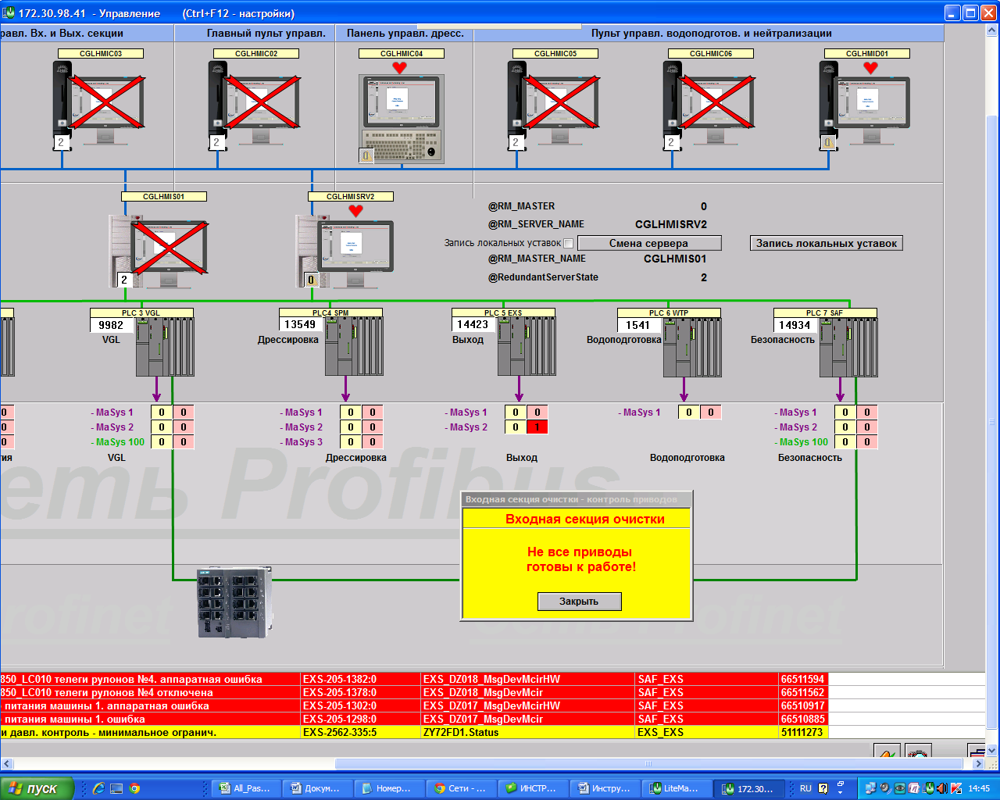 172.30.98.41 - Управление (Ctrl+F12 - настройки)
равл. Вх. и Вых. секции Главный пульт управл. Панель управл. дресс. Пульт управл. водоподготов. и нейтрализации
CGLHMIC03 CGLHMIC02 CGLHMIC04 CGLHMIC05 CGLHMIC06 CGLHMID01
2 2 0 2 2 0
CGLHMIS01 CGLHMISRV2
@RM_MASTER 0
@RM_SERVER_NAME CGLHMISRV2
Запись локальных уставок Смена сервера Запись локальных уставок
@RM_MASTER_NAME CGLHMIS01
@RedundantServerState 2
2 0
PLC 3 VGL PLC4 SPM PLC 5 EXS PLC 6 WTP PLC 7 SAF
9982 13549 14423 1541 14934
VGL Дрессировка Выход Водоподготовка Безопасность
0 - MaSys 1 0 0 - MaSys 1 0 0 - MaSys 1 0 0 - MaSys 1 0 0 - MaSys 1 0 0
0 - MaSys 2 0 0 - MaSys 2 0 0 - MaSys 2 0 1 - MaSys 2 0 0
0 - MaSys 100 0 0 - MaSys 3 0 0 - MaSys 100 0 0
тия VGL Дрессировка Выход Водоподготовка Безопасность
еть Profibus
Входная секция очистки - контроль приводов
Входная секция очистки
Не все приводы
готовы к работе!
Закрыть
rofinet Profinet
850_LC010 телеги рулонов №4. аппаратная ошибка EXS-205-1382:0 EXS_DZ018_MsgDevMcirHW SAF_EXS 66511594
850_LC010 телеги рулонов №4 отключена EXS-205-1378:0 EXS_DZ018_MsgDevMcir SAF_EXS 66511562
питания машины 1. аппаратная ошибка EXS-205-1302:0 EXS_DZ017_MsgDevMcirHW SAF_EXS 66510917
питания машины 1. ошибка EXS-205-1298:0 EXS_DZ017_MsgDevMcir SAF_EXS 66510885
и давл. контроль - минимальное огранич. EXS-2562-335:5 ZY72FD1.Status EXS_EXS 51111273
пуск All_Pas... Докум... Номер... Сети - ... ИНСТР... Инстру... LiteMa... 172.30... RU 14:45